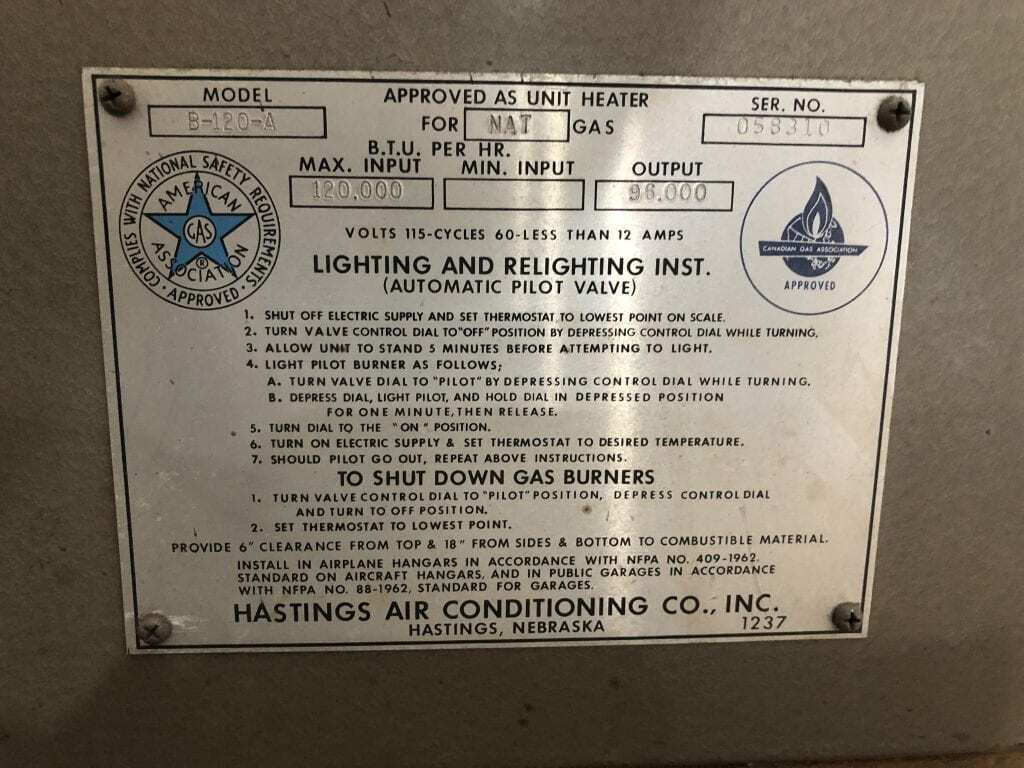 MODEL
B-120-A
APPROVED AS UNIT HEATER
FOR NAT GAS
SER. NO.
058310
B.T.U. PER HR.
MAX. INPUT MIN. INPUT OUTPUT
120,000 96,000
COMPLIES WITH NATIONAL SAFETY REQUIREMENTS
AMERICAN
GAS
®
ASSOCIATION
· APPROVED ·
CANADIAN GAS ASSOCIATION
APPROVED
VOLTS 115-CYCLES 60-LESS THAN 12 AMPS
LIGHTING AND RELIGHTING INST.
(AUTOMATIC PILOT VALVE)
1. SHUT OFF ELECTRIC SUPPLY AND SET THERMOSTAT TO LOWEST POINT ON SCALE.
2. TURN VALVE CONTROL DIAL TO "OFF" POSITION BY DEPRESSING CONTROL DIAL WHILE TURNING.
3. ALLOW UNIT TO STAND 5 MINUTES BEFORE ATTEMPTING TO LIGHT.
4. LIGHT PILOT BURNER AS FOLLOWS;
A. TURN VALVE DIAL TO "PILOT" BY DEPRESSING CONTROL DIAL WHILE TURNING.
B. DEPRESS DIAL, LIGHT PILOT, AND HOLD DIAL IN DEPRESSED POSITION
FOR ONE MINUTE, THEN RELEASE.
5. TURN DIAL TO THE "ON" POSITION.
6. TURN ON ELECTRIC SUPPLY & SET THERMOSTAT TO DESIRED TEMPERATURE.
7. SHOULD PILOT GO OUT, REPEAT ABOVE INSTRUCTIONS.
TO SHUT DOWN GAS BURNERS
1. TURN VALVE CONTROL DIAL TO "PILOT" POSITION, DEPRESS CONTROL DIAL
AND TURN TO OFF POSITION.
2. SET THERMOSTAT TO LOWEST POINT.
PROVIDE 6" CLEARANCE FROM TOP & 18" FROM SIDES & BOTTOM TO COMBUSTIBLE MATERIAL.
INSTALL IN AIRPLANE HANGARS IN ACCORDANCE WITH NFPA NO. 409-1962.
STANDARD ON AIRCRAFT HANGARS, AND IN PUBLIC GARAGES IN ACCORDANCE
WITH NFPA NO. 88-1962, STANDARD FOR GARAGES.
HASTINGS AIR CONDITIONING CO., INC.
HASTINGS, NEBRASKA 1237